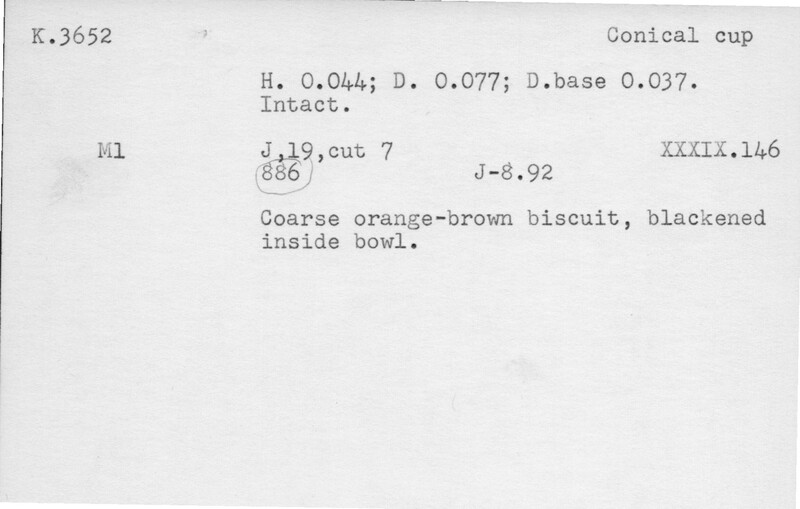 K.3652 Conical cup
H. 0.044; D. 0.077; D.base 0.037.
Intact.
M1 J,19,cut 7 XXXIX.146
886 J-8.92
Coarse orange-brown biscuit, blackened
inside bowl.